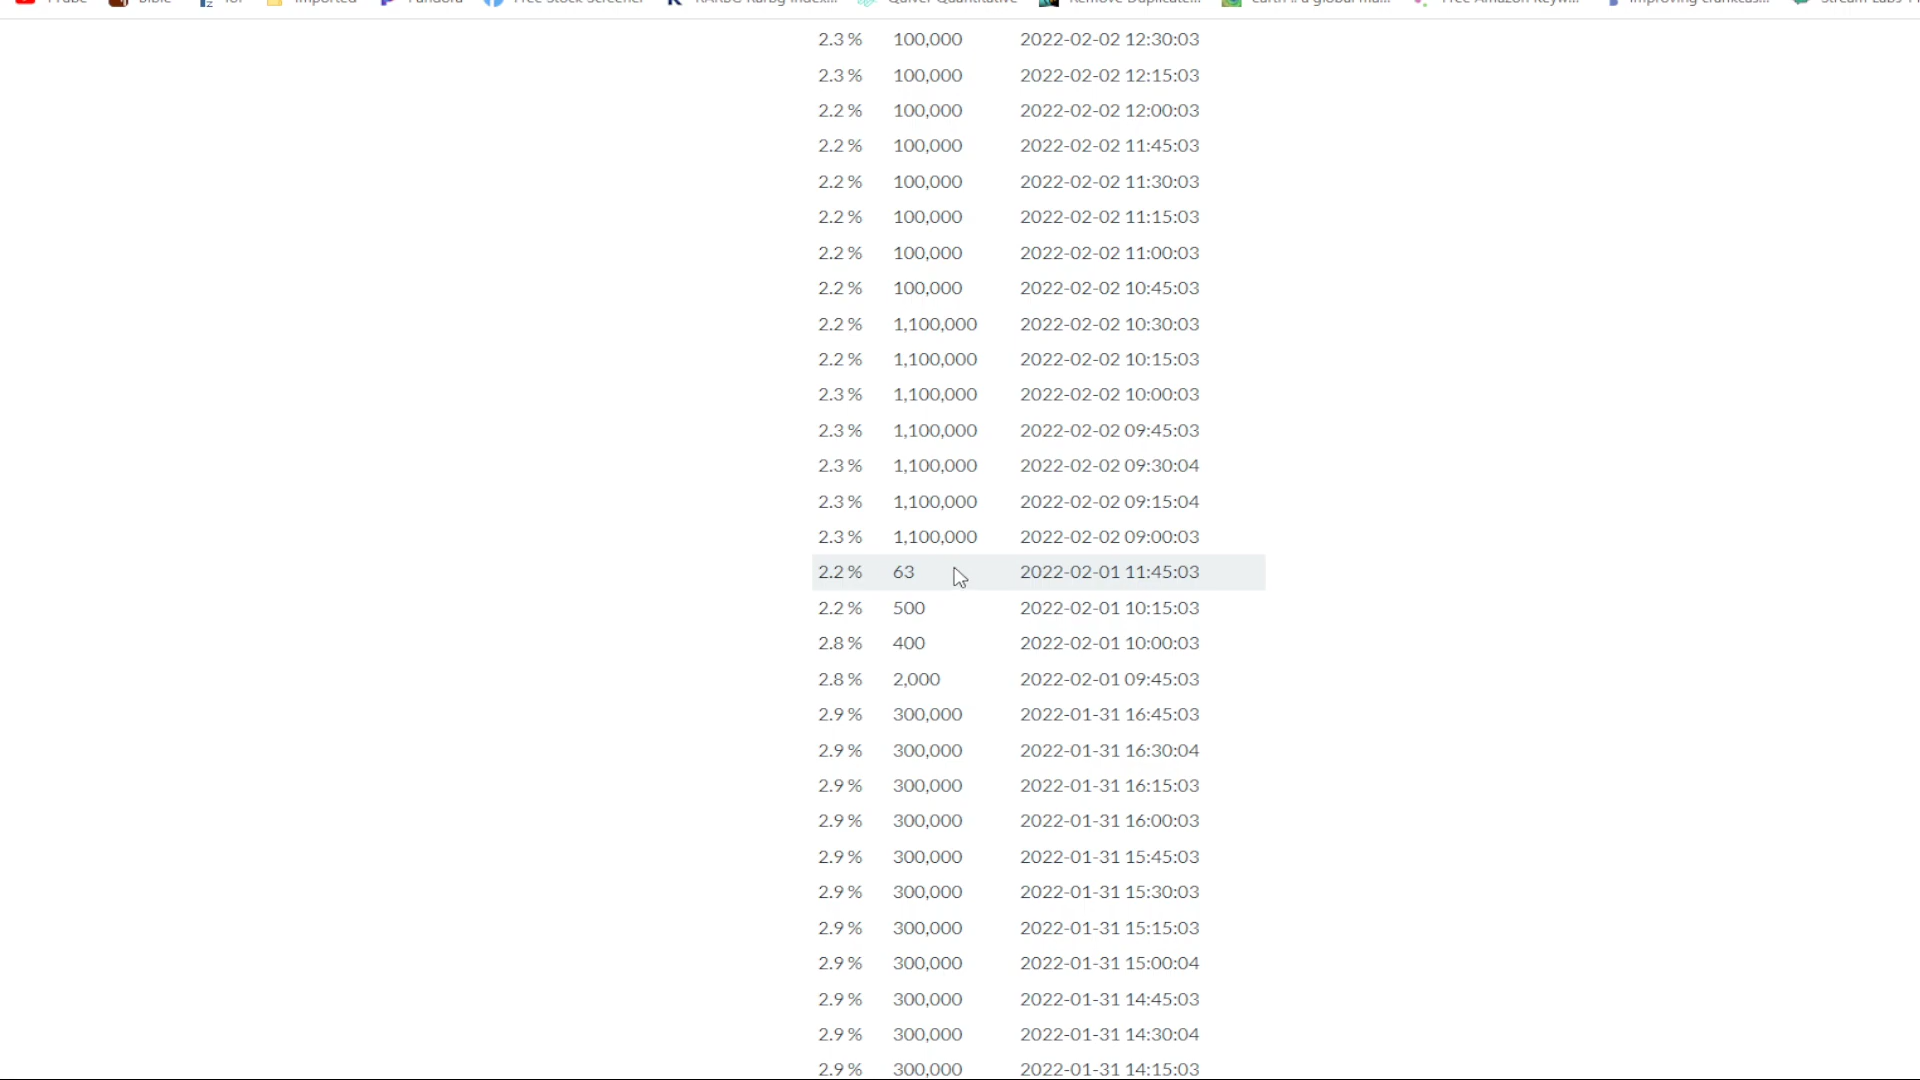 Imported
2.3 % 100,000 2022-02-02 12:30:03
2.3 % 100,000 2022-02-02 12:15:03
2.2 % 100,000 2022-02-02 12:00:03
2.2 % 100,000 2022-02-02 11:45:03
2.2 % 100,000 2022-02-02 11:30:03
2.2 % 100,000 2022-02-02 11:15:03
2.2 % 100,000 2022-02-02 11:00:03
2.2 % 100,000 2022-02-02 10:45:03
2.2 % 1,100,000 2022-02-02 10:30:03
2.2 % 1,100,000 2022-02-02 10:15:03
2.3 % 1,100,000 2022-02-02 10:00:03
2.3 % 1,100,000 2022-02-02 09:45:03
2.3 % 1,100,000 2022-02-02 09:30:04
2.3 % 1,100,000 2022-02-02 09:15:04
2.3 % 1,100,000 2022-02-02 09:00:03
2.2 % 63 2022-02-01 11:45:03
2.2 % 500 2022-02-01 10:15:03
2.8 % 400 2022-02-01 10:00:03
2.8 % 2,000 2022-02-01 09:45:03
2.9 % 300,000 2022-01-31 16:45:03
2.9 % 300,000 2022-01-31 16:30:04
2.9 % 300,000 2022-01-31 16:15:03
2.9 % 300,000 2022-01-31 16:00:03
2.9 % 300,000 2022-01-31 15:45:03
2.9 % 300,000 2022-01-31 15:30:03
2.9 % 300,000 2022-01-31 15:15:03
2.9 % 300,000 2022-01-31 15:00:04
2.9 % 300,000 2022-01-31 14:45:03
2.9 % 300,000 2022-01-31 14:30:04
2.9 % 300,000 2022-01-31 14:15:03